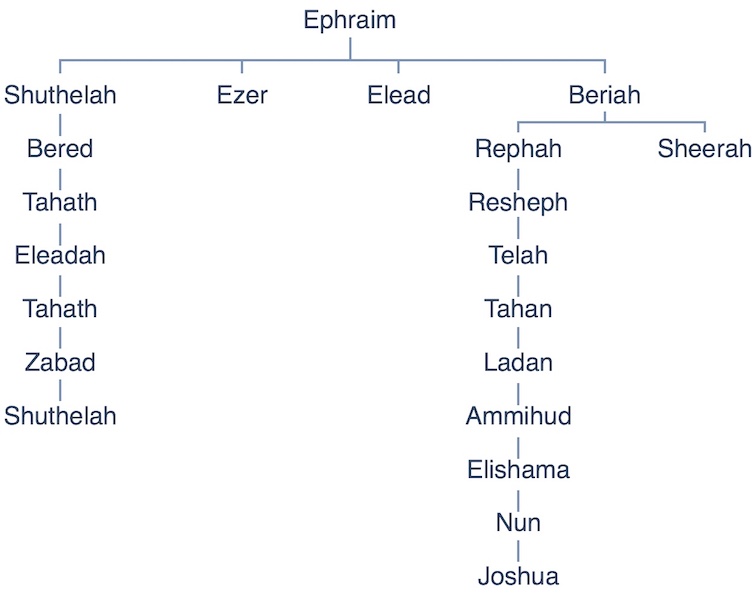 Ephraim
Shuthelah Ezer Elead Beriah
Bered Rephah Sheerah
Tahath Resheph
Eleadah Telah
Tahath Tahan
Zabad Ladan
Shuthelah Ammihud
Elishama
Nun
Joshua